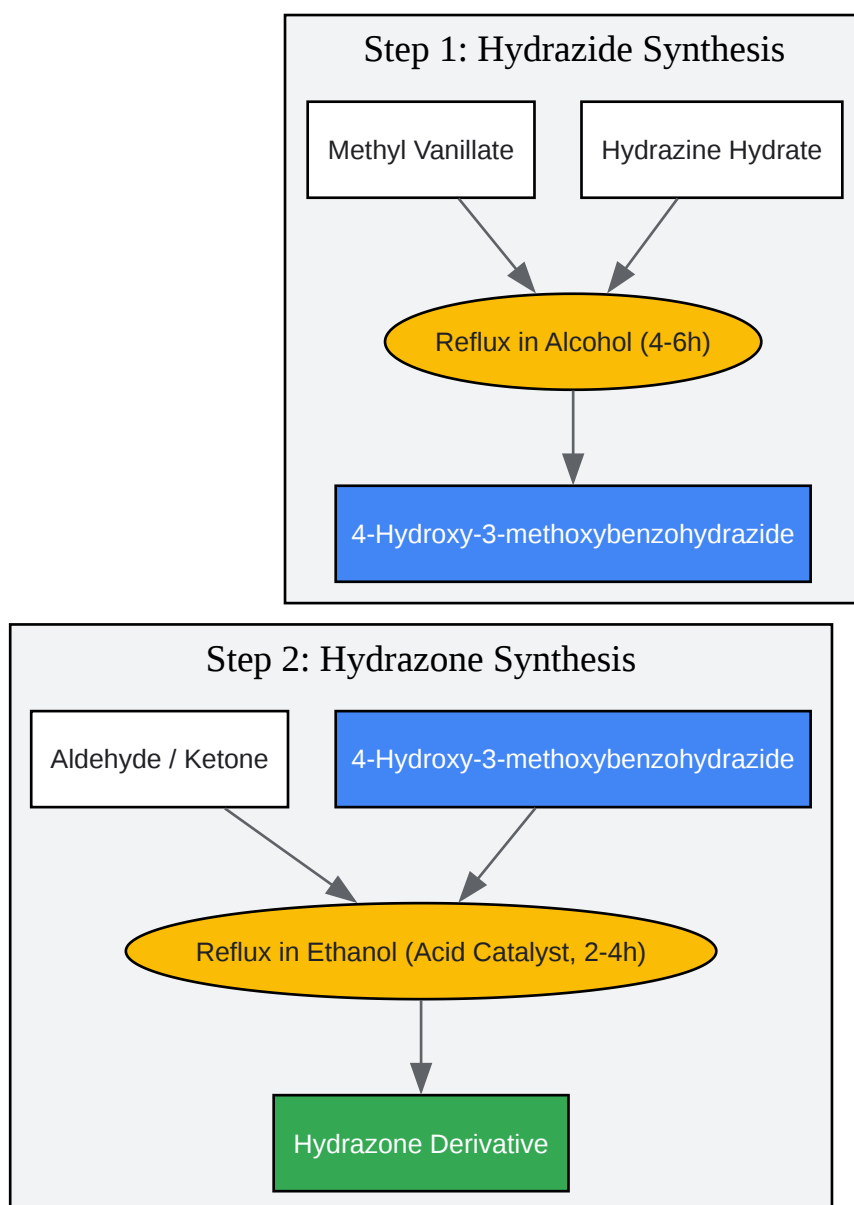 Step 1: Hydrazide Synthesis
Methyl Vanillate
Hydrazine Hydrate
Reflux in Alcohol (4-6h)
4-Hydroxy-3-methoxybenzohydrazide
Step 2: Hydrazone Synthesis
Aldehyde / Ketone
4-Hydroxy-3-methoxybenzohydrazide
Reflux in Ethanol (Acid Catalyst, 2-4h)
Hydrazone Derivative